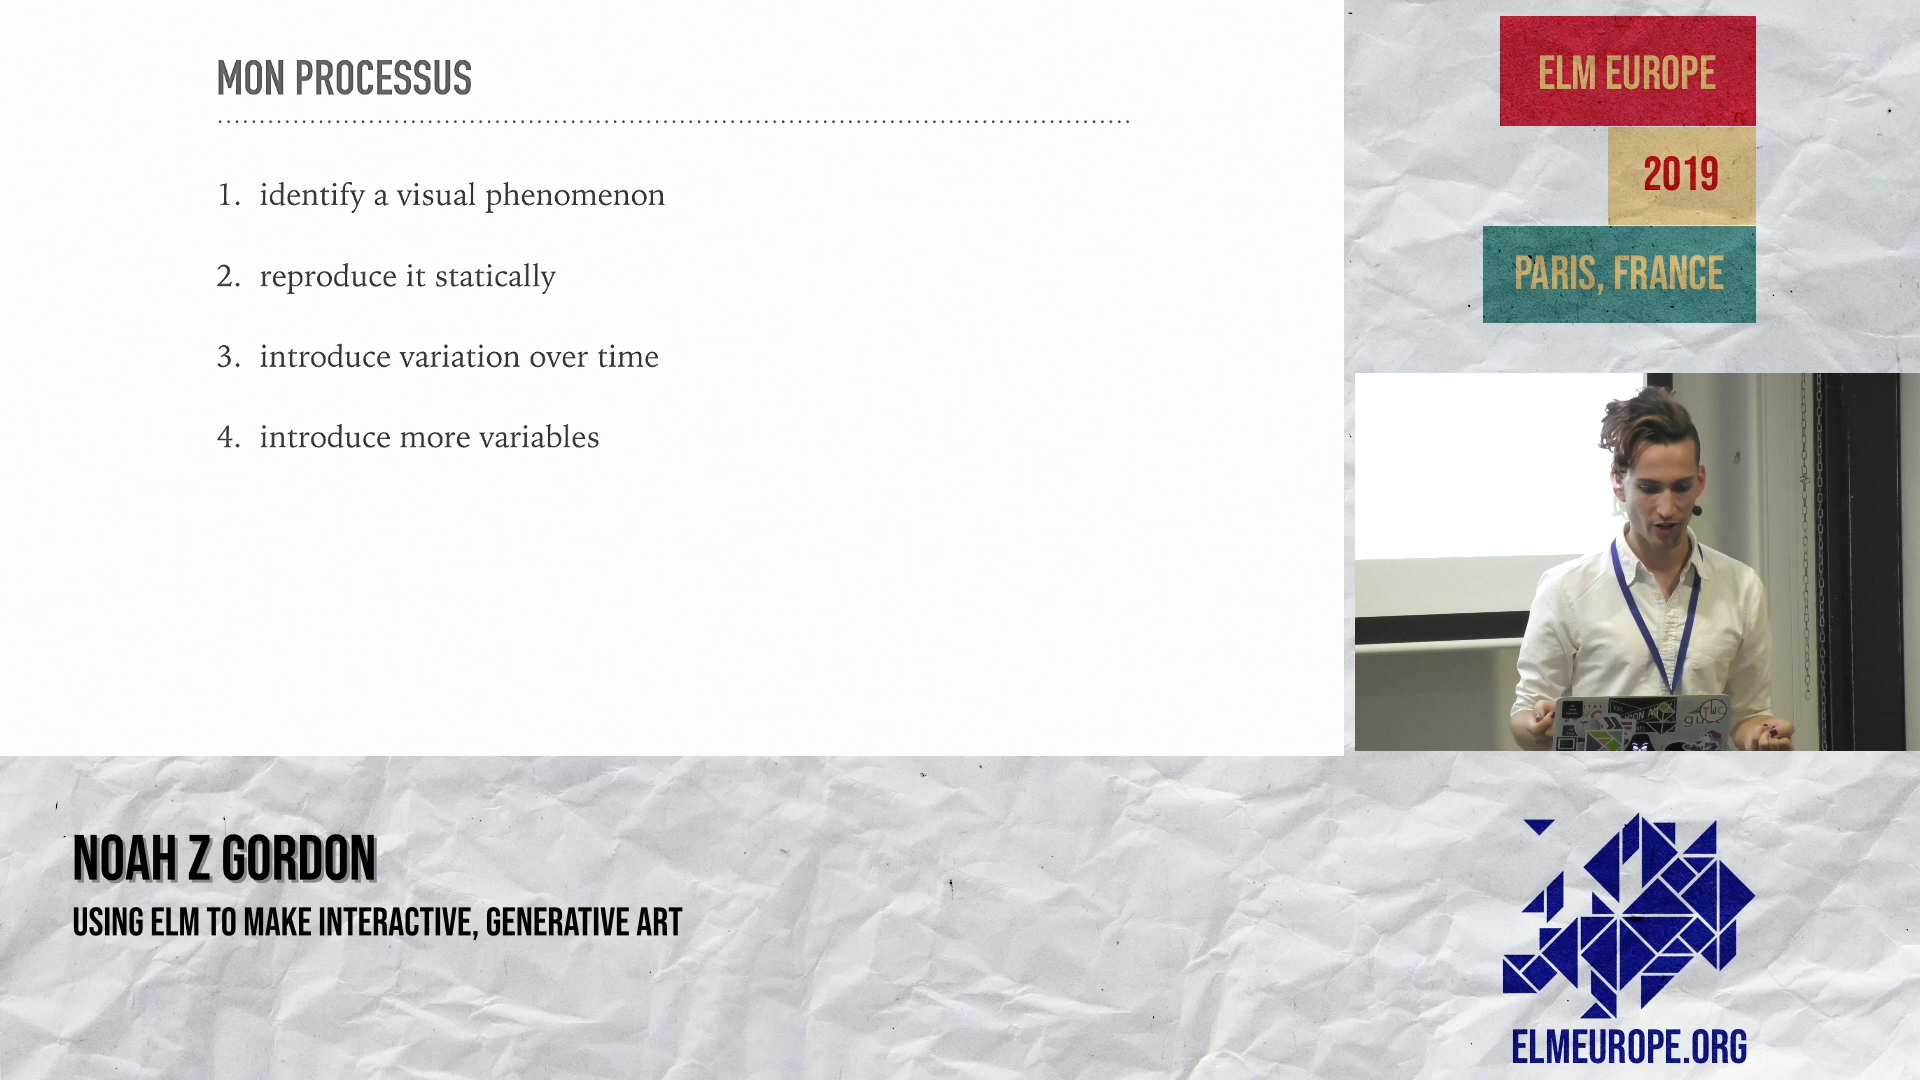 MON PROCESSUS
1. identify a visual phenomenon
2. reproduce it statically
3. introduce variation over time
4. introduce more variables
ELM EUROPE
2019
PARIS, FRANCE
NOAH Z GORDON
USING ELM TO MAKE INTERACTIVE, GENERATIVE ART
ELMEUROPE.ORG